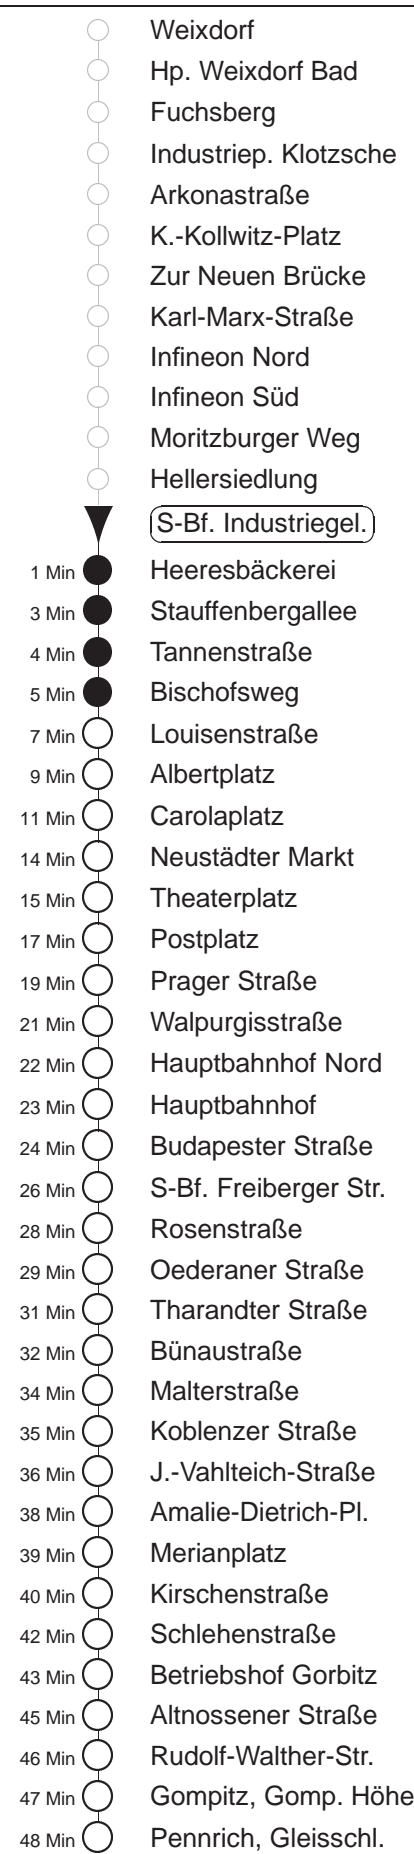 Weixdorf
Hp. Weixdorf Bad
Fuchsberg
Industriep. Klotzsche
Arkonastraße
K.-Kollwitz-Platz
Zur Neuen Brücke
Karl-Marx-Straße
Infineon Nord
Infineon Süd
Moritzburger Weg
Hellersiedlung
S-Bf. Industriegel.
1 Min Heeresbäckerei
3 Min Stauffenbergallee
4 Min Tannenstraße
5 Min Bischofsweg
7 Min Louisenstraße
9 Min Albertplatz
11 Min Carolaplatz
14 Min Neustädter Markt
15 Min Theaterplatz
17 Min Postplatz
19 Min Prager Straße
21 Min Walpurgisstraße
22 Min Hauptbahnhof Nord
23 Min Hauptbahnhof
24 Min Budapester Straße
26 Min S-Bf. Freiberger Str.
28 Min Rosenstraße
29 Min Oederaner Straße
31 Min Tharandter Straße
32 Min Bünaustraße
34 Min Malterstraße
35 Min Koblenzer Straße
36 Min J.-Vahlteich-Straße
38 Min Amalie-Dietrich-Pl.
39 Min Merianplatz
40 Min Kirschenstraße
42 Min Schlehenstraße
43 Min Betriebshof Gorbitz
45 Min Altnossener Straße
46 Min Rudolf-Walther-Str.
47 Min Gompitz, Gomp. Höhe
48 Min Pennrich, Gleisschl.